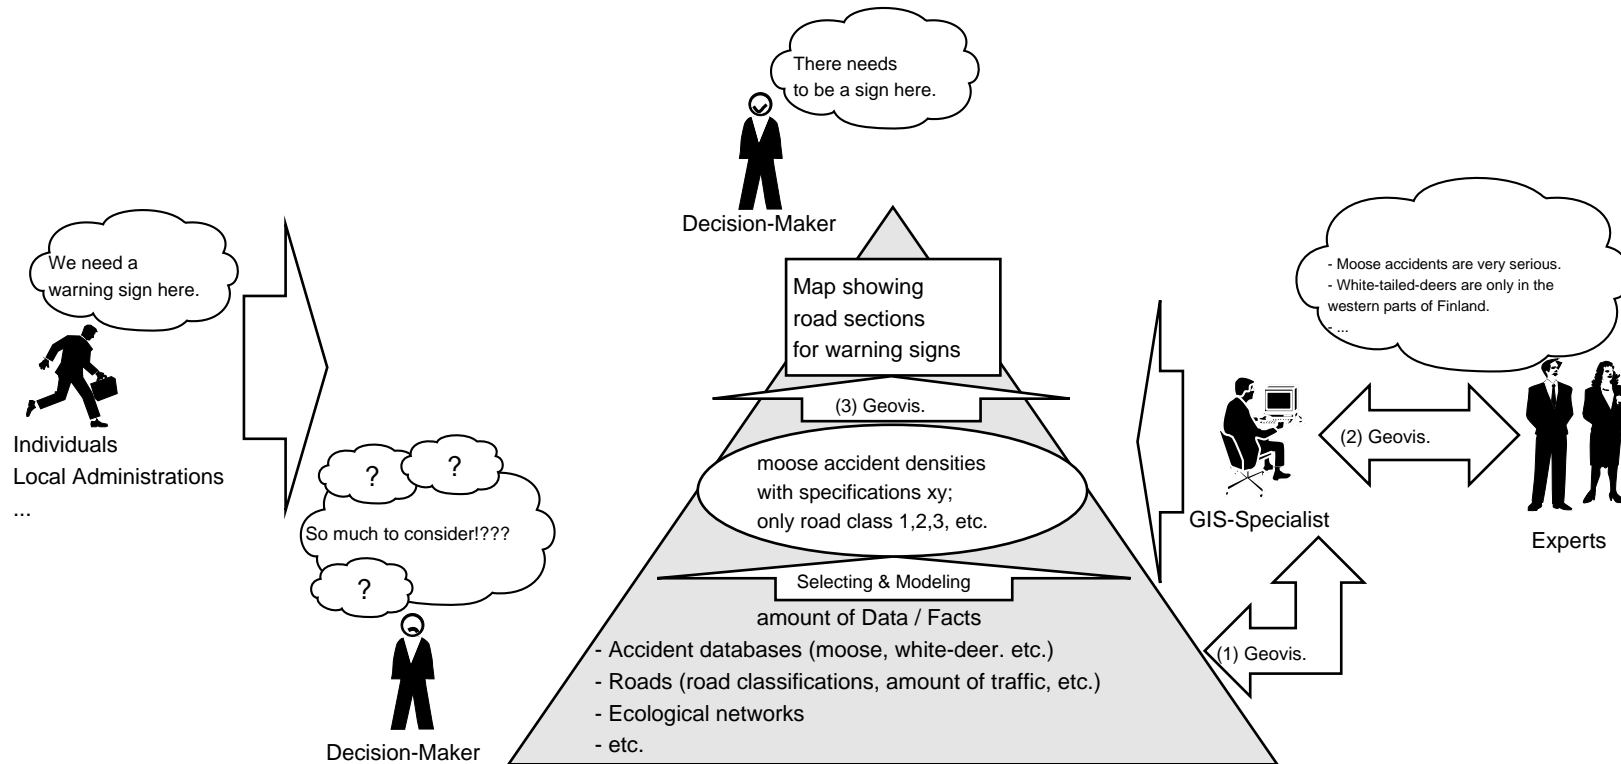 There needs
to be a sign here.
Decision-Maker
We need a
warning sign here.
Individuals
Local Administrations
...
?
?
So much to consider!???
?
Decision-Maker
Map showing
road sections
for warning signs
(3) Geovis.
moose accident densities
with specifications xy;
only road class 1,2,3, etc.
Selecting & Modeling
amount of Data / Facts
- Accident databases (moose, white-deer. etc.)
- Roads (road classifications, amount of traffic, etc.)
- Ecological networks
- etc.
GIS-Specialist
(1) Geovis.
(2) Geovis.
- Moose accidents are very serious.
- White-tailed-deers are only in the
western parts of Finland.
- ...
Experts